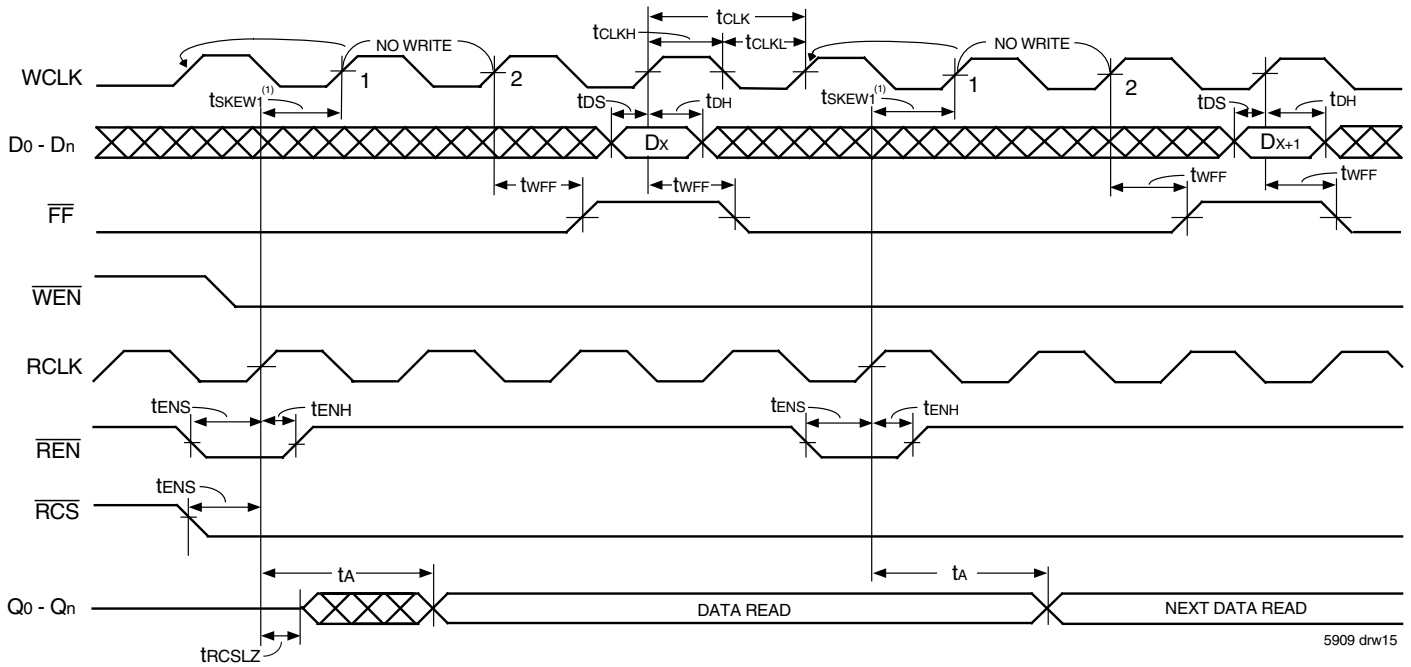 tCLK
tCLKH tCLKL
NO WRITE NO WRITE
WCLK 1 2 1 2
tSKEW1(1) tDS tDH tSKEW1(1) tDS tDH
D0 - Dn DX DX+1
tWFF tWFF tWFF tWFF
FF
WEN
RCLK
tENS tENH tENS tENH
REN
tENS
RCS
tA tA
Q0 - Qn DATA READ NEXT DATA READ
tRCSLZ
5909 drw15